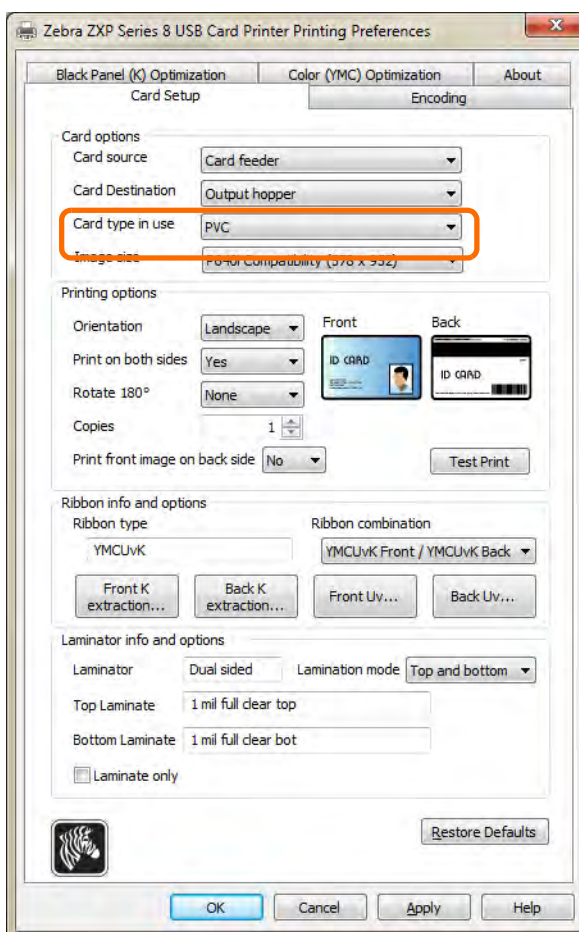 Zebra ZXP Series 8 USB Card Printer Printing Preferences
Black Panel (K) Optimization Color (YMC) Optimization About
Card Setup Encoding
Card options
Card source Card feeder
Card Destination Output hopper
Card type in use PVC
Image size P640i Compatibility (578 x 952)
Printing options
Orientation Landscape Front Back
Print on both sides Yes ID CARD ID CARD
Rotate 180° None
Copies 1
Print front image on back side No Test Print
Ribbon info and options
Ribbon type Ribbon combination
YMCUvK YMCUvK Front / YMCUvK Back
Front K extraction... Back K extraction... Front Uv... Back Uv...
Laminator info and options
Laminator Dual sided Lamination mode Top and bottom
Top Laminate 1 mil full clear top
Bottom Laminate 1 mil full clear bot
Laminate only
Restore Defaults
OK Cancel Apply Help